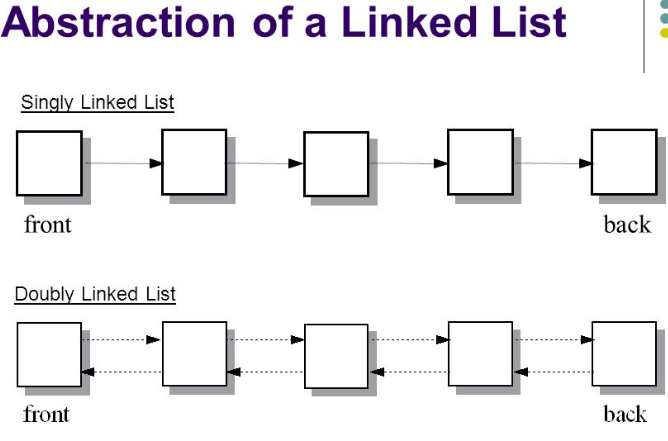 Abstraction of a Linked List
Singly Linked List
front back
Doubly Linked List
front back